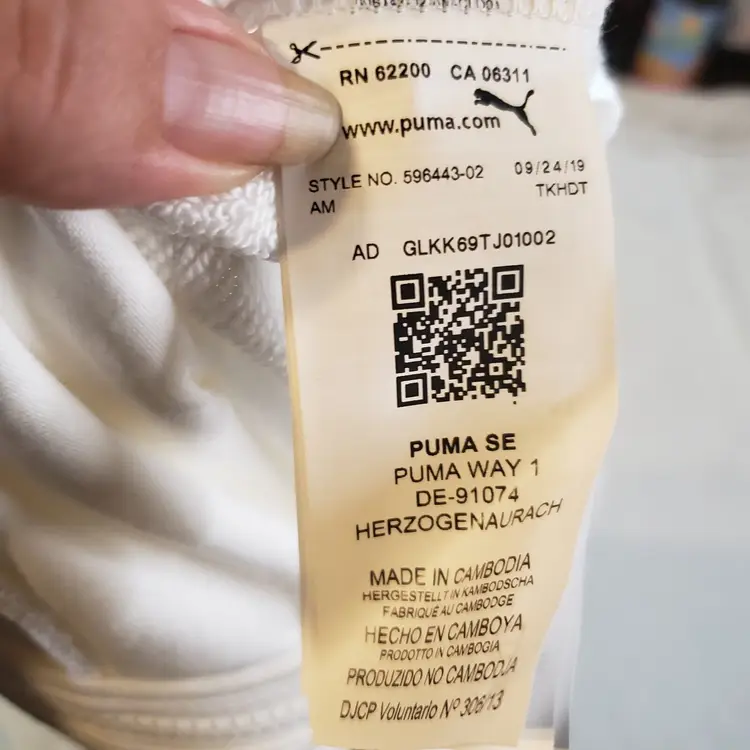 RN 62200 CA 06311
www.puma.com
STYLE NO. 596443-02 09/24/19
AM TKHDT
AD GLKK69TJ01002
PUMA SE
PUMA WAY 1
DE-91074
HERZOGENAURACH
MADE IN CAMBODIA
HERGESTELLT IN KAMBODSCHA
FABRIQUÉ AU CAMBODGE
HECHO EN CAMBOYA
PRODOTTO IN CAMBOGIA
PRODUZIDO NO CAMBODJA
DJCP Voluntario Nº 306/13